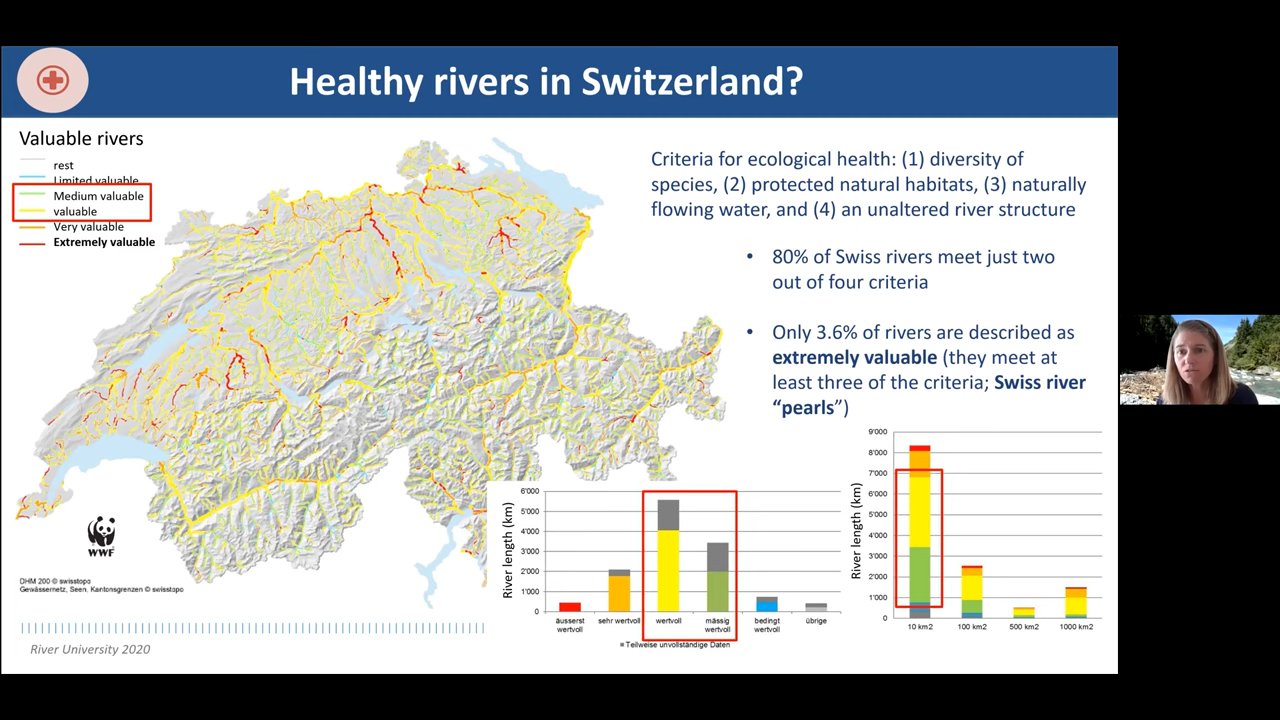 Healthy rivers in Switzerland?
Valuable rivers
rest
Limited valuable
Medium valuable
valuable
Very valuable
Extremely valuable
Criteria for ecological health: (1) diversity of
species, (2) protected natural habitats, (3) naturally
flowing water, and (4) an unaltered river structure
• 80% of Swiss rivers meet just two
out of four criteria
• Only 3.6% of rivers are described as
extremely valuable (they meet at
least three of the criteria; Swiss river
“pearls”)
WWF
DHM 200 © swisstopo
Gewässernetz, Seen, Kantonsgrenzen © swisstopo
River University 2020
River length (km)
6'000
5'000
4'000
3'000
2'000
1'000
0
äusserst
wertvoll
sehr wertvoll
wertvoll
mässig
wertvoll
bedingt
wertvoll
übrige
Teilweise unvollständige Daten
River length (km)
9'000
8'000
7'000
6'000
5'000
4'000
3'000
2'000
1'000
0
10 km2
100 km2
500 km2
1000 km2